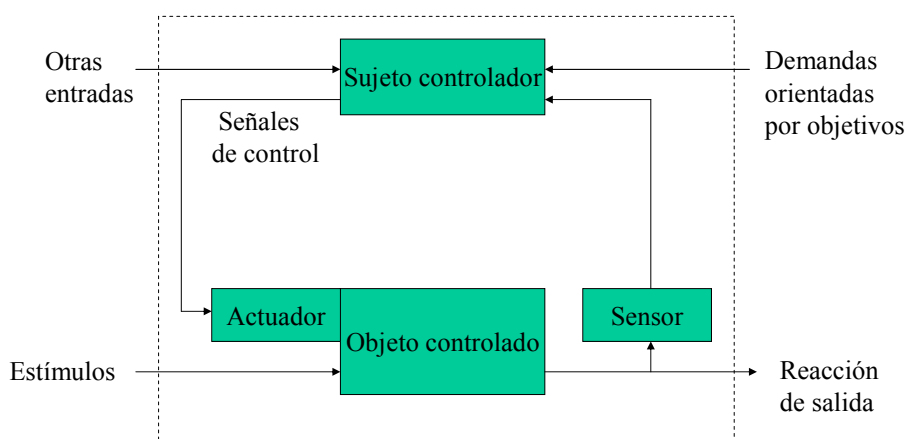 Otras
entradas
Sujeto controlador
Demandas
orientadas
por objetivos
Señales
de control
Actuador
Objeto controlado
Sensor
Estímulos
Reacción
de salida